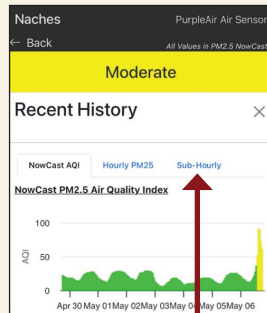 Naches PurpleAir Air Sensor
← Back All Values in PM2.5 NowCast
Moderate
Recent History ×
NowCast AQI Hourly PM25 Sub-Hourly
NowCast PM2.5 Air Quality Index
100
50
0
AQI
Apr 30 May 01 May 02 May 03 May 04 May 05 May 06